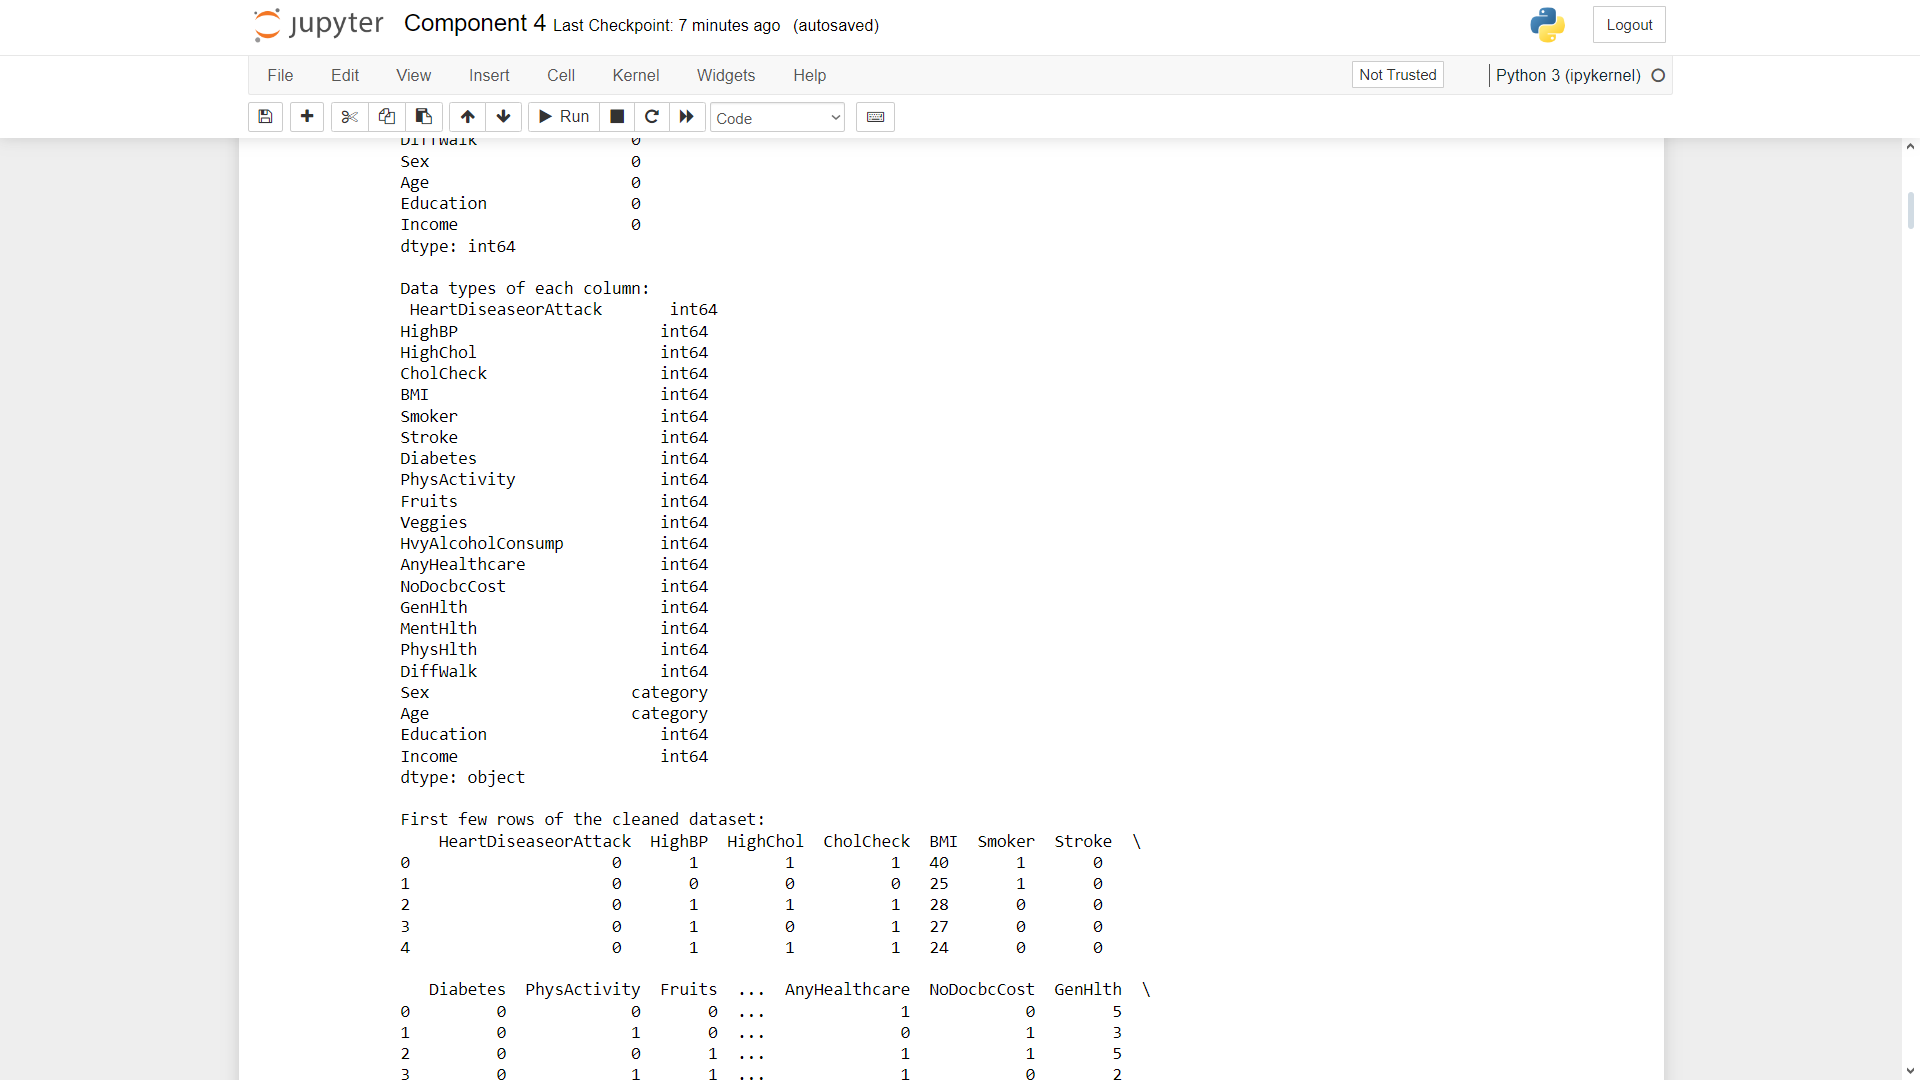 jupyter Component 4 Last Checkpoint: 7 minutes ago (autosaved) Logout
File Edit View Insert Cell Kernel Widgets Help Not Trusted Python 3 (ipykernel)
Run Code
DiffWalk 0
Sex 0
Age 0
Education 0
Income 0
dtype: int64
Data types of each column:
HeartDiseaseorAttack int64
HighBP int64
HighChol int64
CholCheck int64
BMI int64
Smoker int64
Stroke int64
Diabetes int64
PhysActivity int64
Fruits int64
Veggies int64
HvyAlcoholConsump int64
AnyHealthcare int64
NoDocbcCost int64
GenHlth int64
MentHlth int64
PhysHlth int64
DiffWalk int64
Sex category
Age category
Education int64
Income int64
dtype: object
First few rows of the cleaned dataset:
HeartDiseaseorAttack HighBP HighChol CholCheck BMI Smoker Stroke \
0 0 1 1 1 40 1 0
1 0 0 0 0 25 1 0
2 0 1 1 1 28 0 0
3 0 1 0 1 27 0 0
4 0 1 1 1 24 0 0
Diabetes PhysActivity Fruits ... AnyHealthcare NoDocbcCost GenHlth \
0 0 0 0 ... 1 0 5
1 0 1 0 ... 0 1 3
2 0 0 1 ... 1 1 5
3 0 1 1 ... 1 0 2